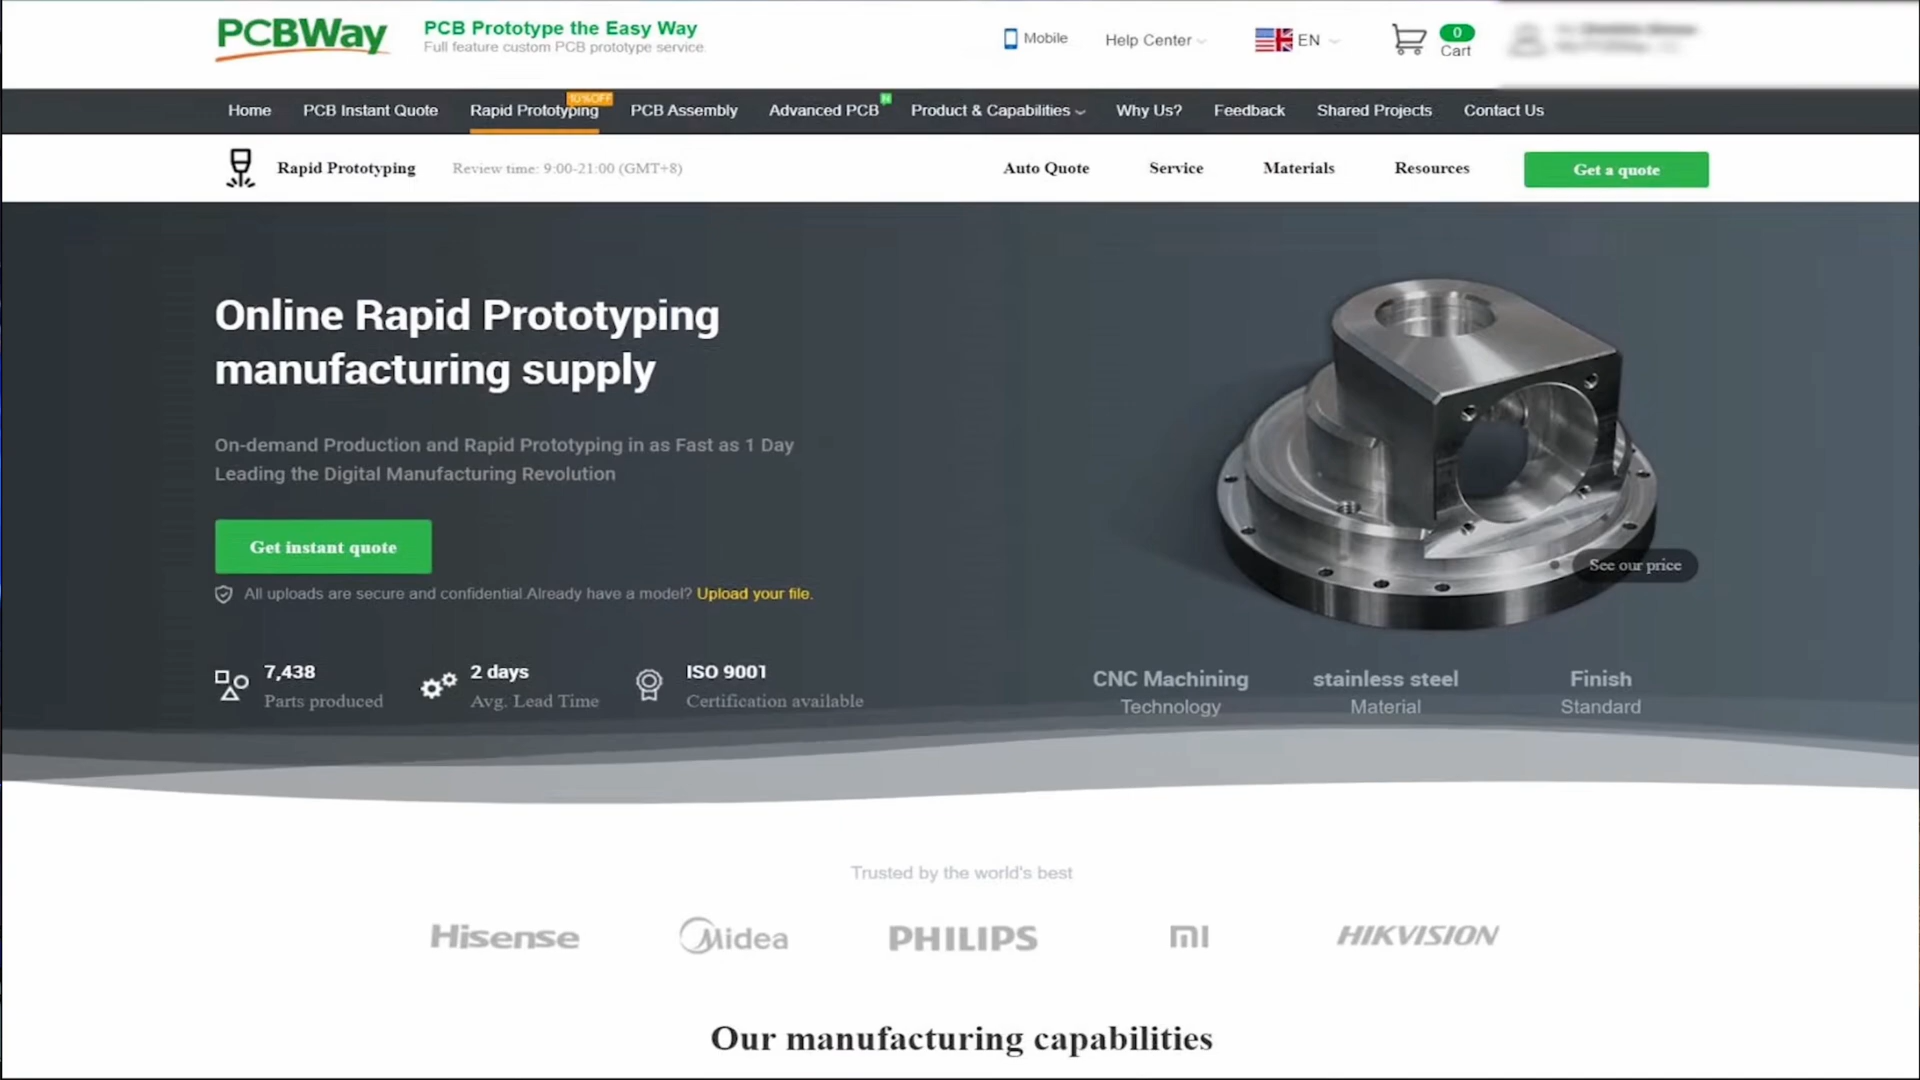 PCBWay
PCB Prototype the Easy Way
Full feature custom PCB prototype service.
Mobile
Help Center
EN
0
Cart
Home
PCB Instant Quote
Rapid Prototyping
10%OFF
PCB Assembly
Advanced PCB
Product & Capabilities
Why Us?
Feedback
Shared Projects
Contact Us
Rapid Prototyping
Review time: 9:00-21:00 (GMT+8)
Auto Quote
Service
Materials
Resources
Get a quote
Online Rapid Prototyping
manufacturing supply
On-demand Production and Rapid Prototyping in as Fast as 1 Day
Leading the Digital Manufacturing Revolution
Get instant quote
All uploads are secure and confidential.Already have a model? Upload your file.
7,438
Parts produced
2 days
Avg. Lead Time
ISO 9001
Certification available
See our price
CNC Machining
Technology
stainless steel
Material
Finish
Standard
Trusted by the world's best
Hisense
Midea
PHILIPS
MI
HIKVISION
Our manufacturing capabilities